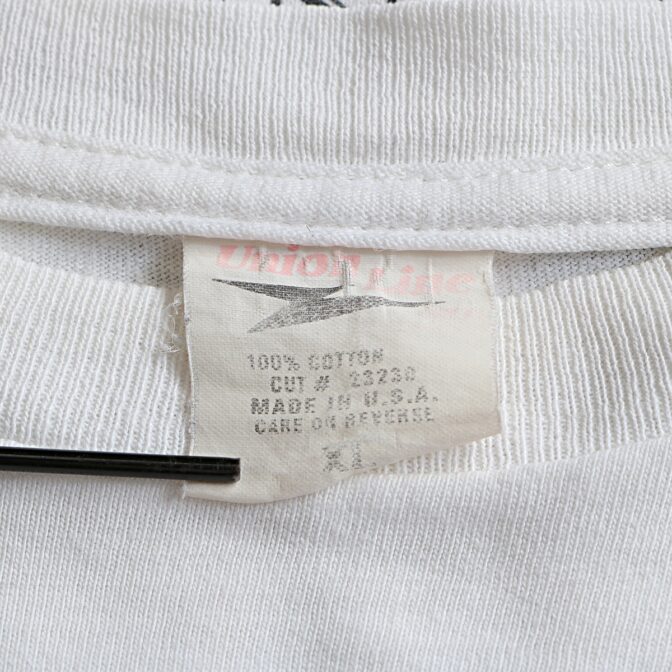 Union Line
100% COTTON
CUT # 23230
MADE IN U.S.A.
CARE ON REVERSE
XL